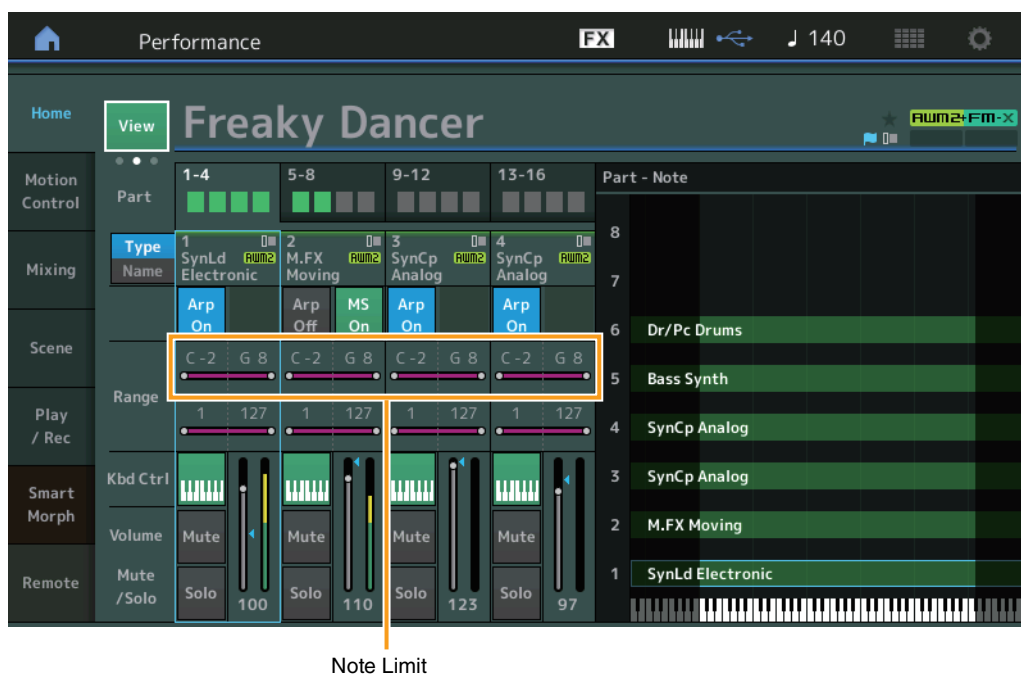 Performance
FX
140
Home
View
Freaky Dancer
AWM2+FM-X
Motion
Control
Part
1-4
5-8
9-12
13-16
Part - Note
Type
Name
1
SynLd
AWM2
Electronic
2
M.FX
AWM2
Moving
3
SynCp
AWM2
Analog
4
SynCp
AWM2
Analog
8
7
Mixing
Arp
On
Arp
Off
MS
On
Arp
On
Arp
On
6 Dr/Pc Drums
Scene
Range
C -2 G 8
C -2 G 8
C -2 G 8
C -2 G 8
5 Bass Synth
Play
/ Rec
1 127
1 127
1 127
1 127
4 SynCp Analog
Smart
Morph
Kbd Ctrl
3 SynCp Analog
Volume
Mute
Mute
Mute
Mute
2 M.FX Moving
Remote
Mute
/Solo
Solo
100
Solo
110
Solo
123
Solo
97
1 SynLd Electronic
Note Limit